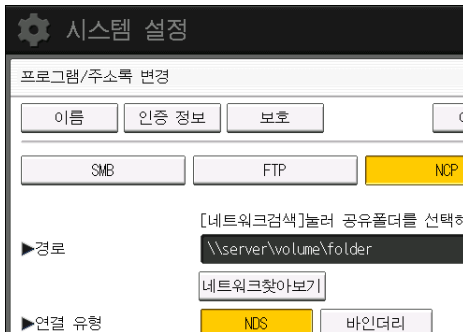 시스템 설정
프로그램/주소록 변경
이름 인증 정보 보호
SMB FTP NCP
[네트워크검색]눌러 공유폴더를 선택하
▶경로 \\server\volume\folder
네트워크찾아보기
▶연결 유형 NDS 바인더리